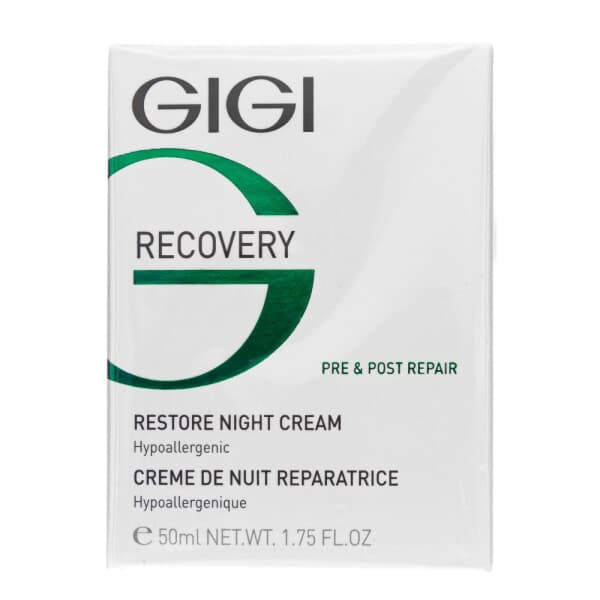 GIGI
RECOVERY
PRE & POST REPAIR
RESTORE NIGHT CREAM
Hypoallergenic
CREME DE NUIT REPARATRICE
Hypoallergenique
℮ 50ml NET.WT. 1.75 FL.OZ